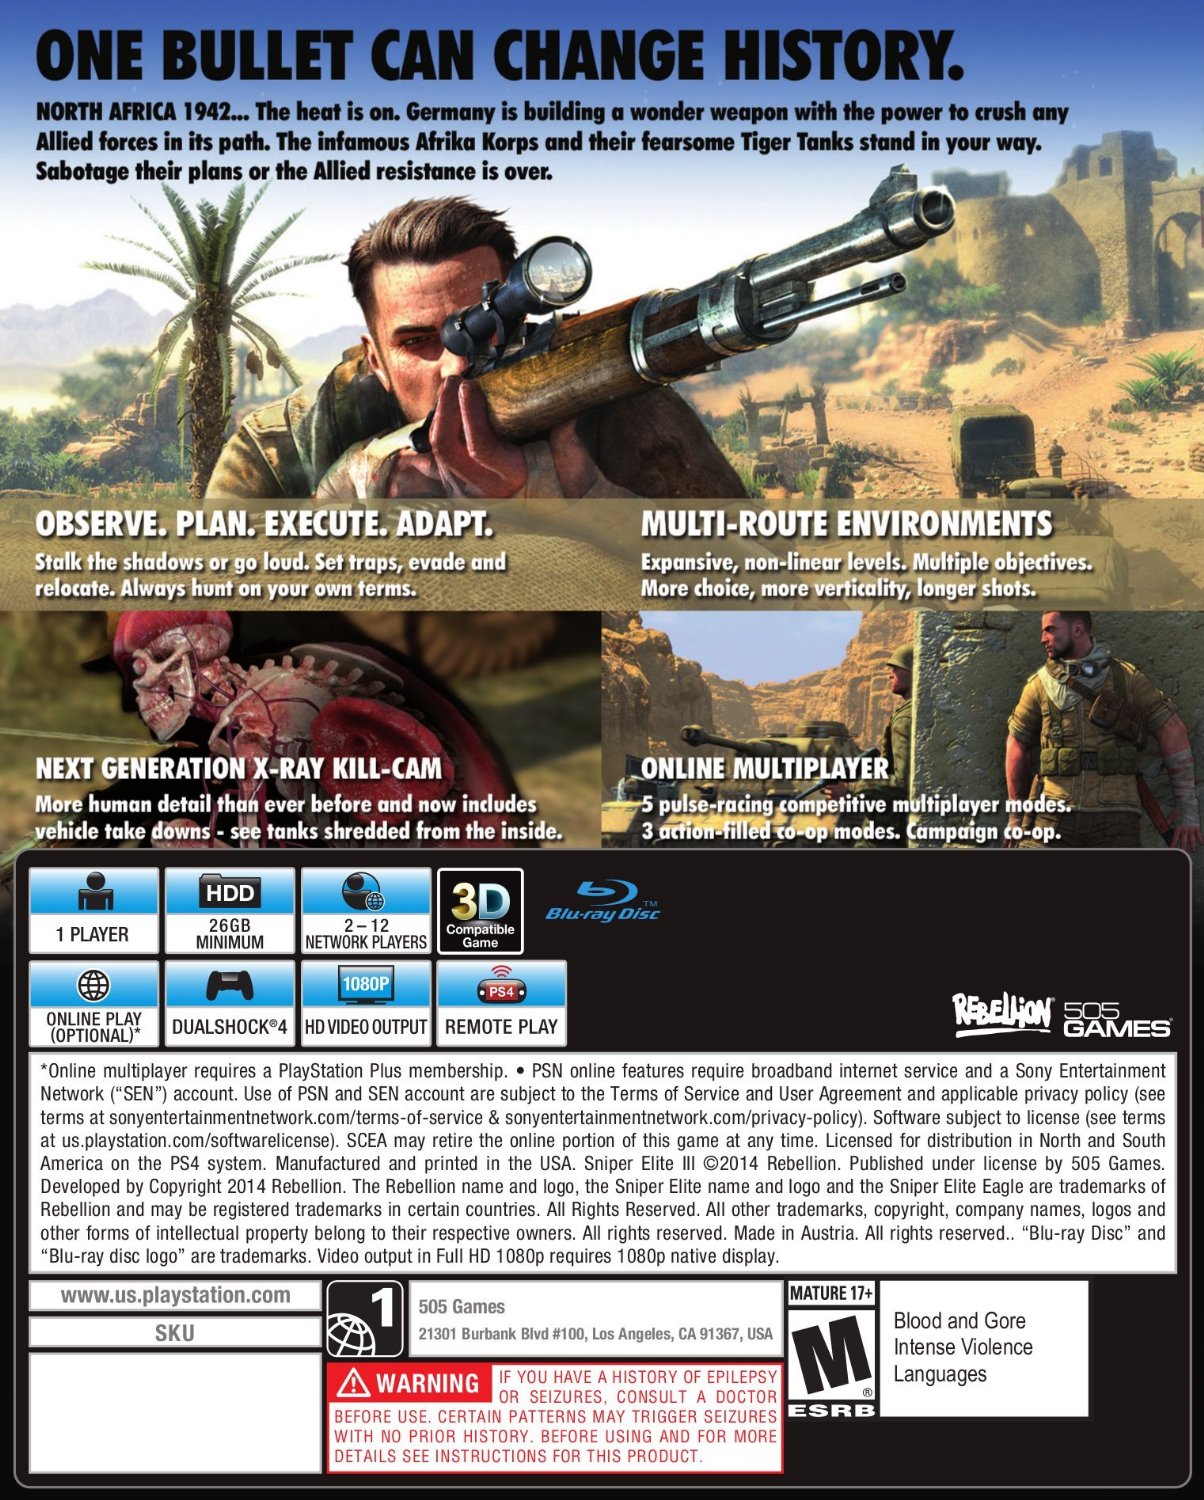 ONE BULLET CAN CHANGE HISTORY.
NORTH AFRICA 1942... The heat is on. Germany is building a wonder weapon with the power to crush any
Allied forces in its path. The infamous Afrika Korps and their fearsome Tiger Tanks stand in your way.
Sabotage their plans or the Allied resistance is over.
OBSERVE. PLAN. EXECUTE. ADAPT.
Stalk the shadows or go loud. Set traps, evade and
relocate. Always hunt on your own terms.
MULTI-ROUTE ENVIRONMENTS
Expansive, non-linear levels. Multiple objectives.
More choice, more verticality, longer shots.
NEXT GENERATION X-RAY KILL-CAM
More human detail than ever before and now includes
vehicle take downs - see tanks shredded from the inside.
ONLINE MULTIPLAYER
5 pulse-racing competitive multiplayer modes.
3 action-filled co-op modes. Campaign co-op.
1 PLAYER
HDD
26GB
MINIMUM
2 – 12
NETWORK PLAYERS
3D
Compatible
Game
Blu-ray Disc™
ONLINE PLAY
(OPTIONAL)*
DUALSHOCK®4
1080P
HD VIDEO OUTPUT
PS4
REMOTE PLAY
REBELLION®
505
GAMES®
*Online multiplayer requires a PlayStation Plus membership. • PSN online features require broadband internet service and a Sony Entertainment
Network (“SEN”) account. Use of PSN and SEN account are subject to the Terms of Service and User Agreement and applicable privacy policy (see
terms at sonyentertainmentnetwork.com/terms-of-service & sonyentertainmentnetwork.com/privacy-policy). Software subject to license (see terms
at us.playstation.com/softwarelicense). SCEA may retire the online portion of this game at any time. Licensed for distribution in North and South
America on the PS4 system. Manufactured and printed in the USA. Sniper Elite III ©2014 Rebellion. Published under license by 505 Games.
Developed by Copyright 2014 Rebellion. The Rebellion name and logo, the Sniper Elite name and logo and the Sniper Elite Eagle are trademarks of
Rebellion and may be registered trademarks in certain countries. All Rights Reserved. All other trademarks, copyright, company names, logos and
other forms of intellectual property belong to their respective owners. All rights reserved. Made in Austria. All rights reserved.. “Blu-ray Disc” and
“Blu-ray disc logo” are trademarks. Video output in Full HD 1080p requires 1080p native display.
www.us.playstation.com
SKU
1
505 Games
21301 Burbank Blvd #100, Los Angeles, CA 91367, USA
WARNING
IF YOU HAVE A HISTORY OF EPILEPSY
OR SEIZURES, CONSULT A DOCTOR
BEFORE USE. CERTAIN PATTERNS MAY TRIGGER SEIZURES
WITH NO PRIOR HISTORY. BEFORE USING AND FOR MORE
DETAILS SEE INSTRUCTIONS FOR THIS PRODUCT.
MATURE 17+
M®
ESRB
Blood and Gore
Intense Violence
Languages